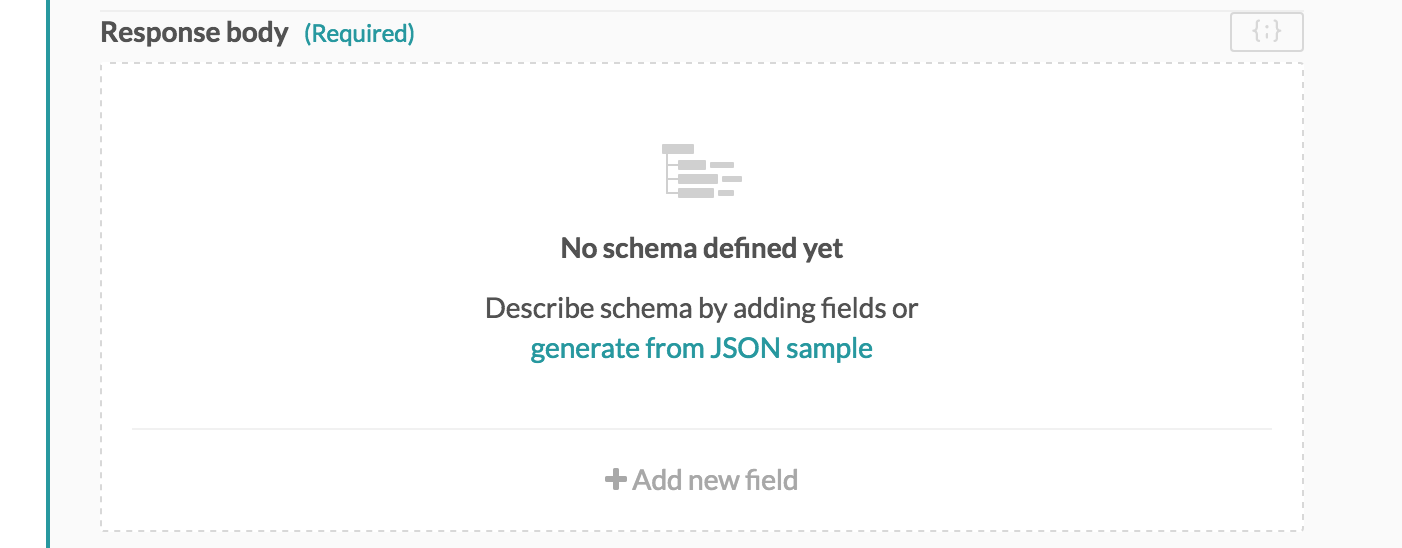 Response body (Required)
{;}
No schema defined yet
Describe schema by adding fields or
generate from JSON sample
Add new field